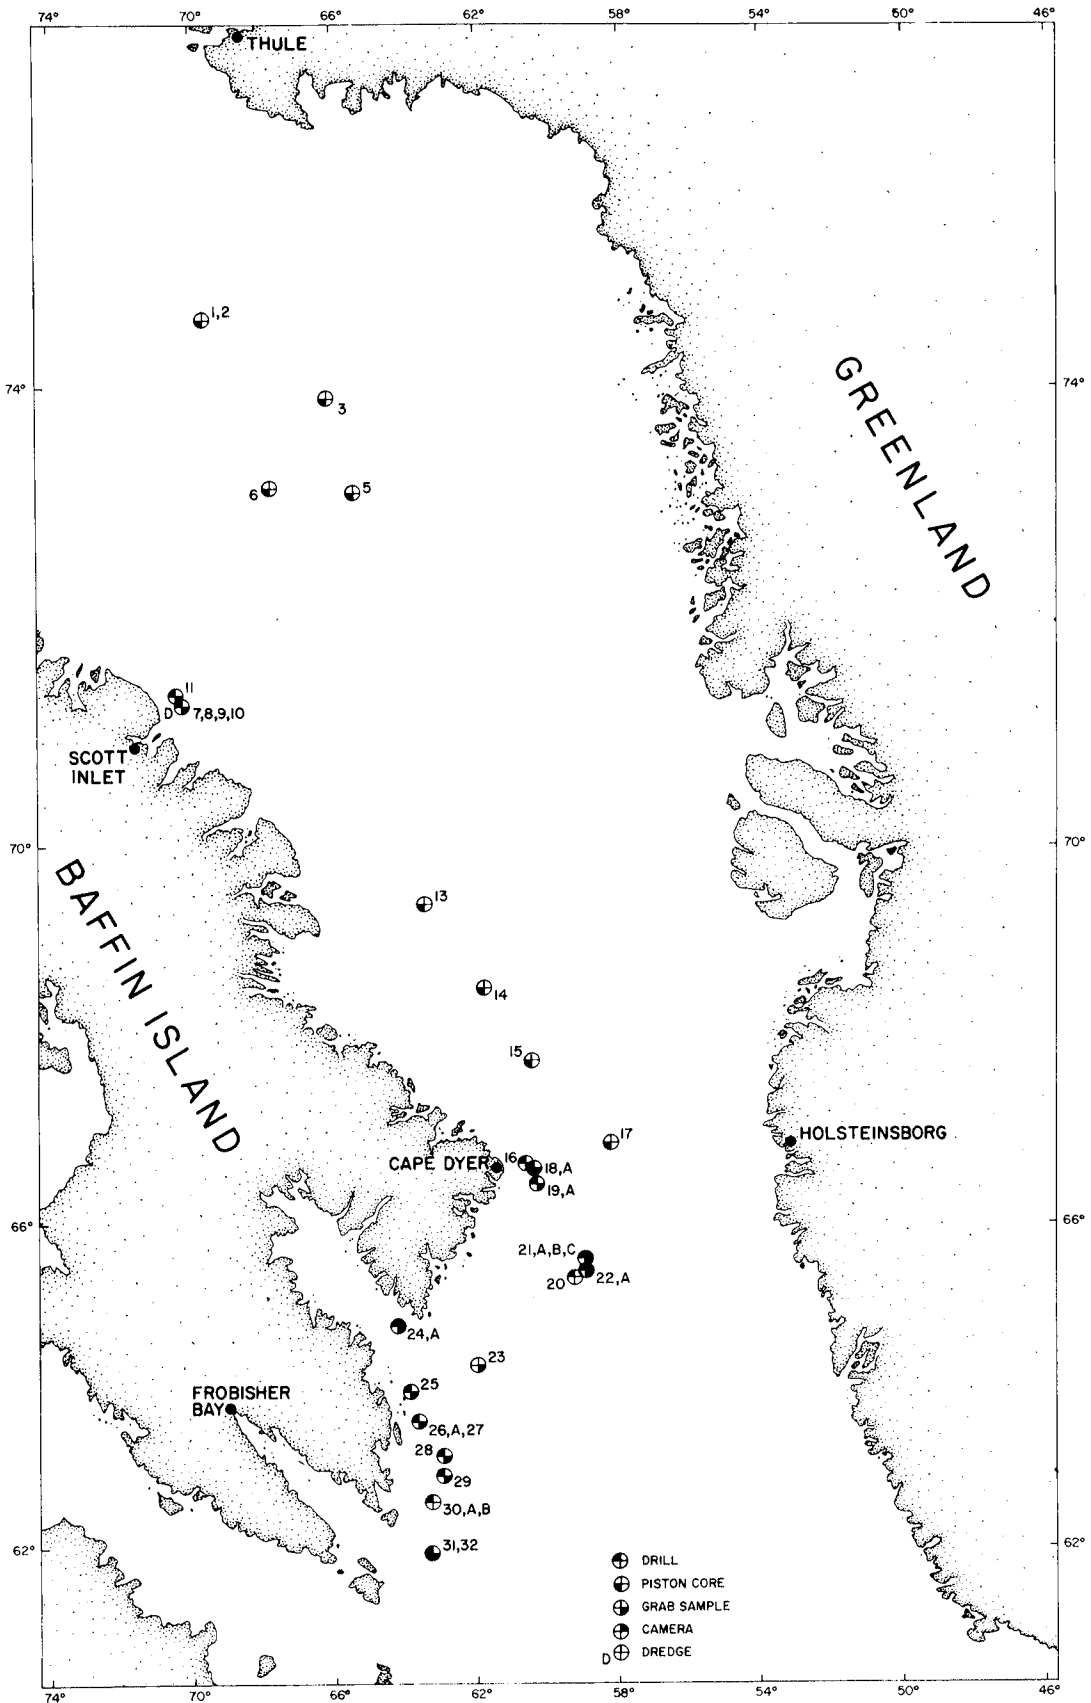 74° 70° 66° 62° 58° 54° 50° 46°
THULE
1,2
74° 74°
3
GREENLAND
6 5
11
D 7,8,9,10
SCOTT
INLET
70° 70°
BAFFIN ISLAND
13
14
15
17
HOLSTEINSBORG
CAPE DYER 16 18,A
19,A
66° 66°
21,A,B,C
20 22,A
24,A
23
25
FROBISHER
BAY
26,A,27
28
29
30,A,B
31,32
62° 62°
DRILL
PISTON CORE
GRAB SAMPLE
CAMERA
D DREDGE
74° 70° 66° 62° 58° 54° 50° 46°